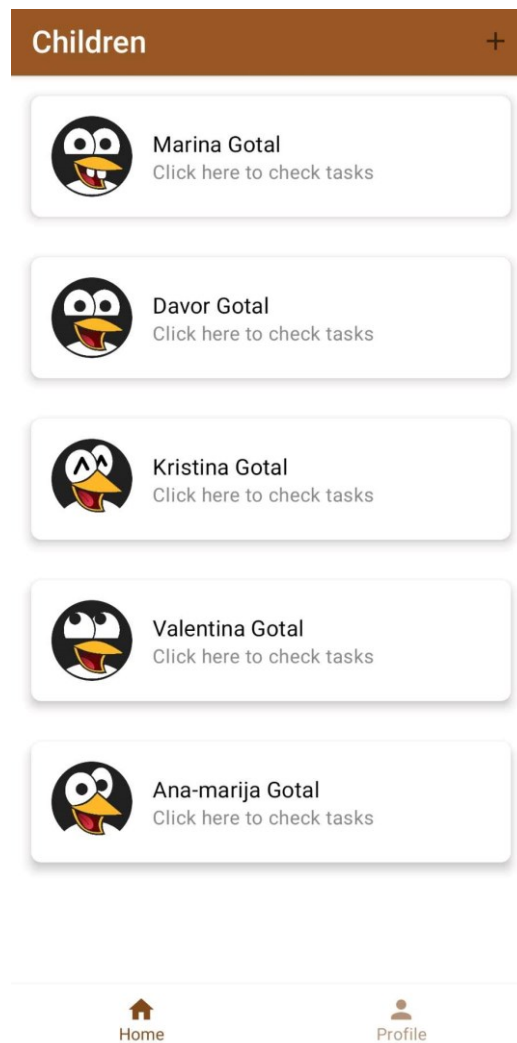 Children
Marina Gotal
Click here to check tasks
Davor Gotal
Click here to check tasks
Kristina Gotal
Click here to check tasks
Valentina Gotal
Click here to check tasks
Ana-marija Gotal
Click here to check tasks
Home
Profile